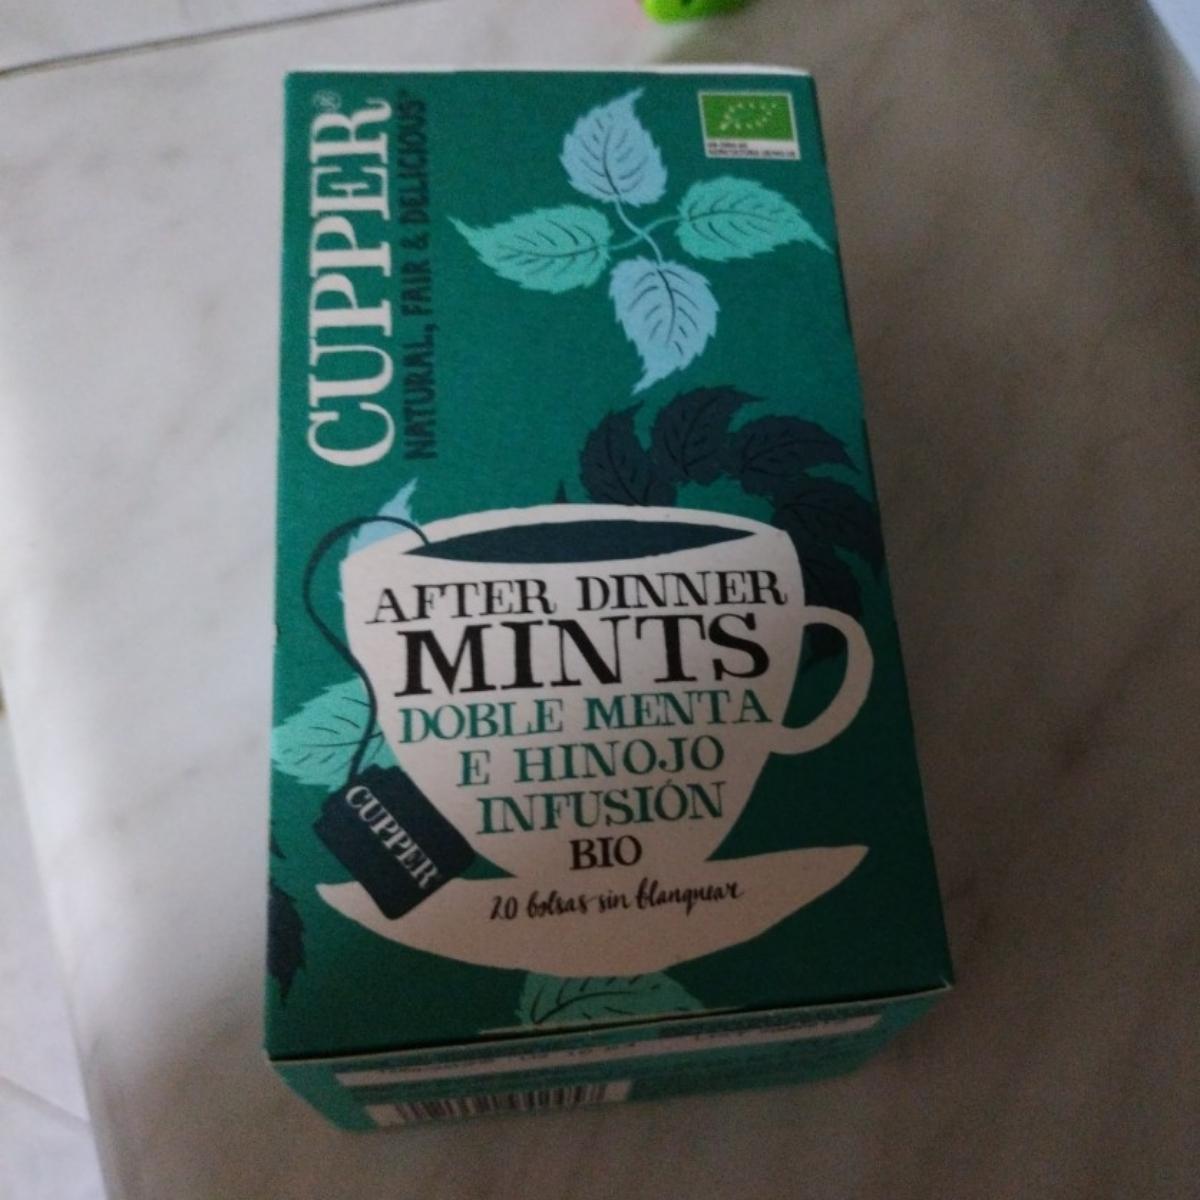 CUPPER®
NATURAL, FAIR & DELICIOUS
AFTER DINNER
MINTS
DOBLE MENTA
E HINOJO
INFUSIÓN
BIO
20 bolsas sin blanquear
CUPPER